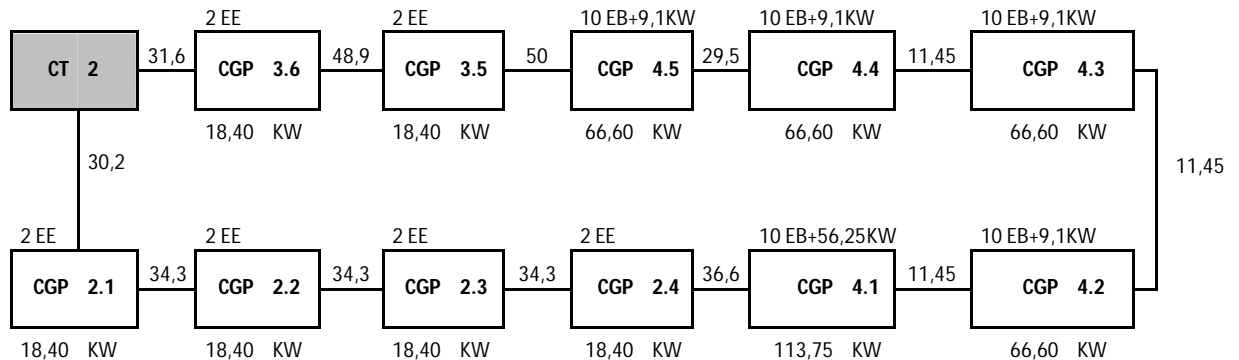 2 EE 2 EE 10 EB+9,1KW 10 EB+9,1KW 10 EB+9,1KW
CT 2 31,6 CGP 3.6 48,9 CGP 3.5 50 CGP 4.5 29,5 CGP 4.4 11,45 CGP 4.3
18,40 KW 18,40 KW 66,60 KW 66,60 KW 66,60 KW
30,2 11,45
2 EE 2 EE 2 EE 2 EE 10 EB+56,25KW 10 EB+9,1KW
CGP 2.1 34,3 CGP 2.2 34,3 CGP 2.3 34,3 CGP 2.4 36,6 CGP 4.1 11,45 CGP 4.2
18,40 KW 18,40 KW 18,40 KW 18,40 KW 113,75 KW 66,60 KW